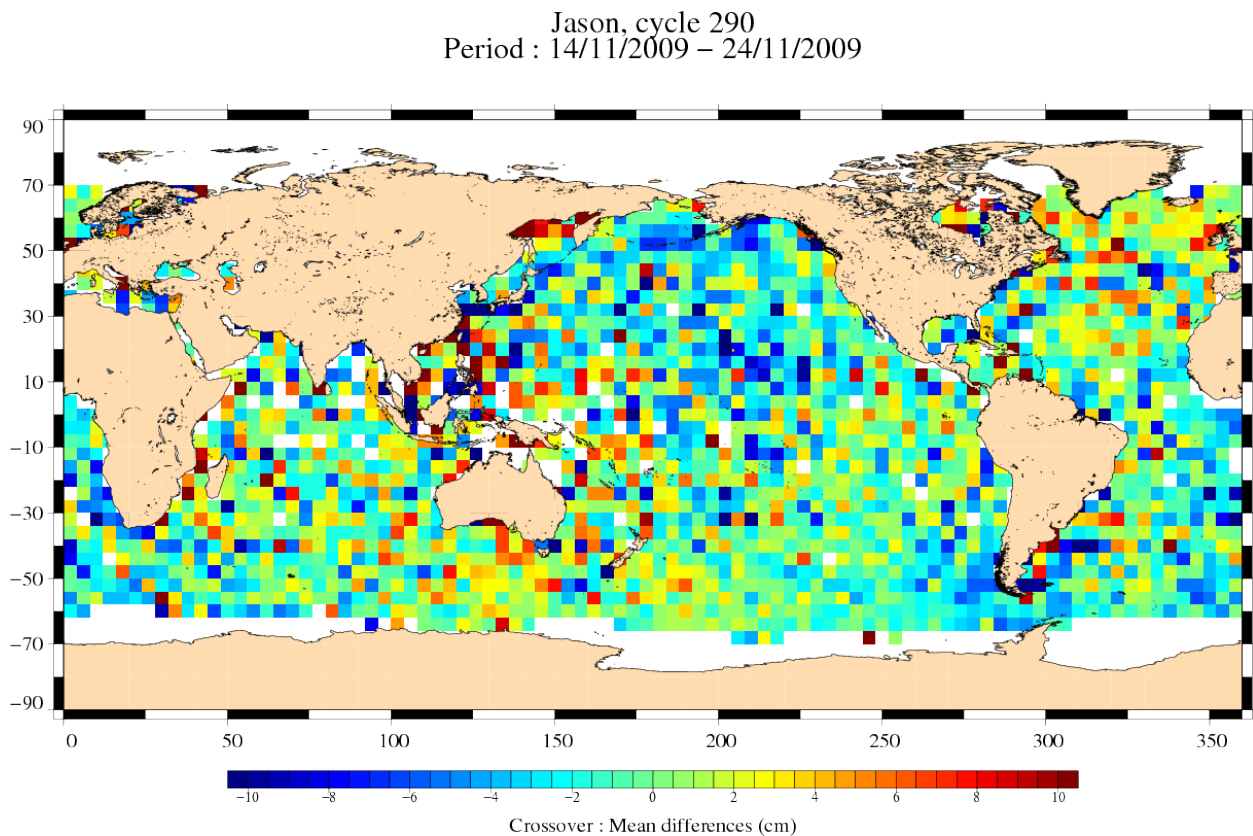 Jason, cycle 290
Period : 14/11/2009 − 24/11/2009
90
70
50
30
10
−10
−30
−50
−70
−90
0 50 100 150 200 250 300 350
−10 −8 −6 −4 −2 0 2 4 6 8 10
Crossover : Mean differences (cm)